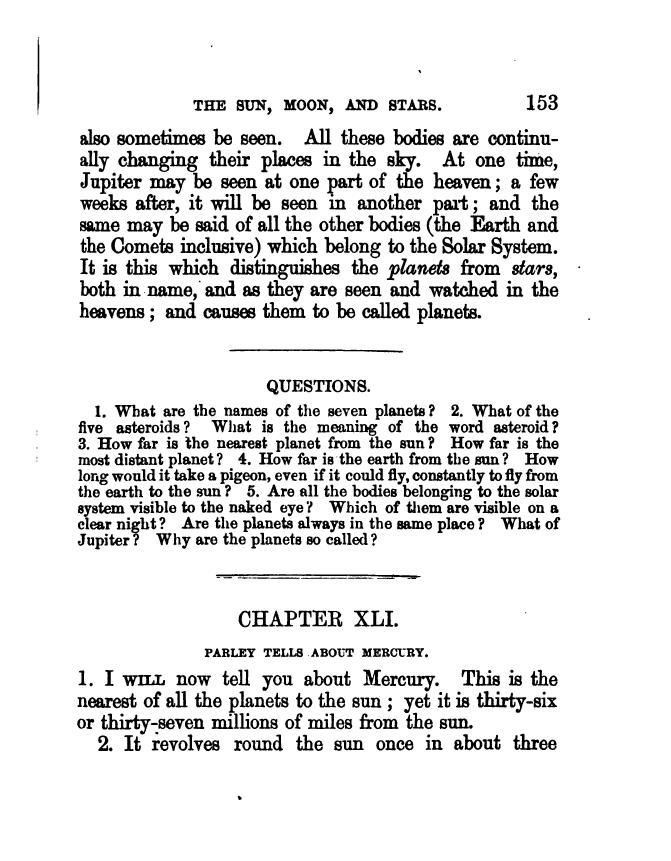 THE SUN, MOON, AND STARS. 153
also sometimes be seen. All these bodies are continu-
ally changing their places in the sky. At one time,
Jupiter may be seen at one part of the heaven; a few
weeks after, it will be seen in another part; and the
same may be said of all the other bodies (the Earth and
the Comets inclusive) which belong to the Solar System.
It is this which distinguishes the planets from stars,
both in name, and as they are seen and watched in the
heavens; and causes them to be called planets.
QUESTIONS.
1. What are the names of the seven planets? 2. What of the
five asteroids? What is the meaning of the word asteroid?
3. How far is the nearest planet from the sun? How far is the
most distant planet? 4. How far is the earth from the sun? How
long would it take a pigeon, even if it could fly, constantly to fly from
the earth to the sun? 5. Are all the bodies belonging to the solar
system visible to the naked eye? Which of them are visible on a
clear night? Are the planets always in the same place? What of
Jupiter? Why are the planets so called?
CHAPTER XLI.
PARLEY TELLS ABOUT MERCURY.
1. I WILL now tell you about Mercury. This is the
nearest of all the planets to the sun; yet it is thirty-six
or thirty-seven millions of miles from the sun.
2. It revolves round the sun once in about three